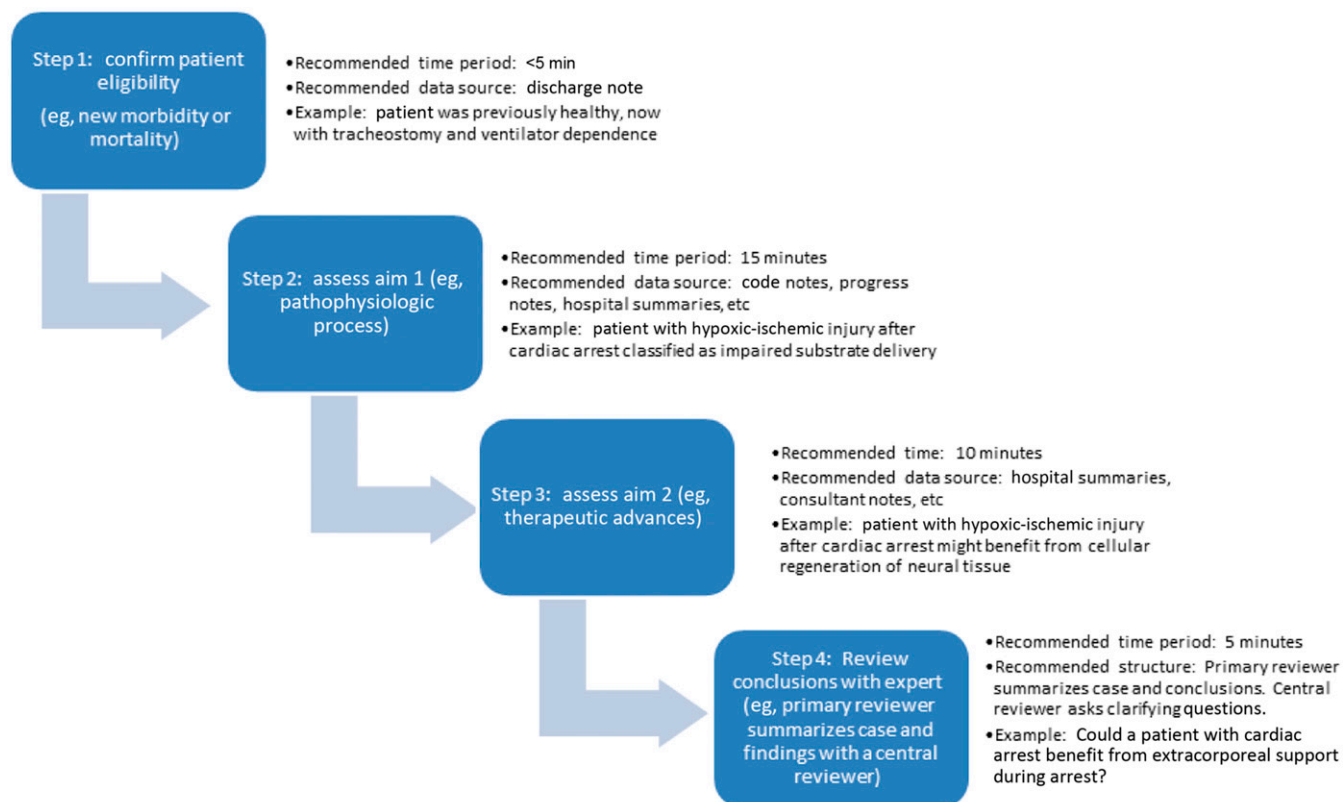 Step 1: confirm patient
eligibility
(eg, new morbidity or
mortality)
•Recommended time period: <5 min
•Recommended data source: discharge note
•Example: patient was previously healthy, now
with tracheostomy and ventilator dependence
Step 2: assess aim 1 (eg,
pathophysiologic
process)
•Recommended time period: 15 minutes
•Recommended data source: code notes, progress
notes, hospital summaries, etc
•Example: patient with hypoxic-ischemic injury after
cardiac arrest classified as impaired substrate delivery
Step 3: assess aim 2 (eg,
therapeutic advances)
•Recommended time: 10 minutes
•Recommended data source: hospital summaries,
consultant notes, etc
•Example: patient with hypoxic-ischemic injury
after cardiac arrest might benefit from cellular
regeneration of neural tissue
Step 4: Review
conclusions with expert
(eg, primary reviewer
summarizes case and
findings with a central
reviewer)
•Recommended time period: 5 minutes
•Recommended structure: Primary reviewer
summarizes case and conclusions. Central
reviewer asks clarifying questions.
•Example: Could a patient with cardiac
arrest benefit from extracorporeal support
during arrest?